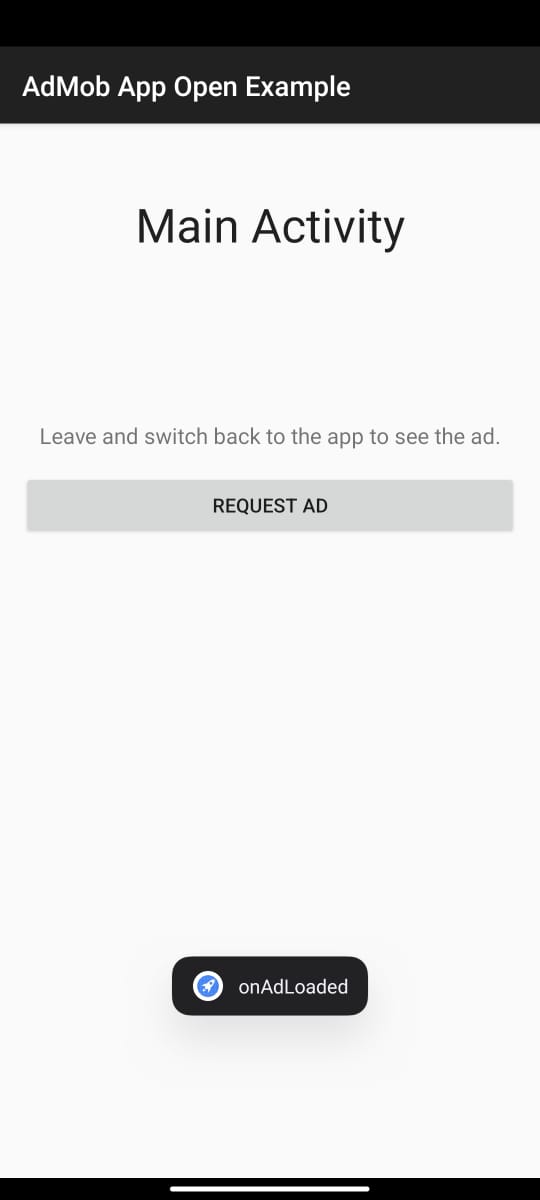 AdMob App Open Example
Main Activity
Leave and switch back to the app to see the ad.
REQUEST AD
onAdLoaded